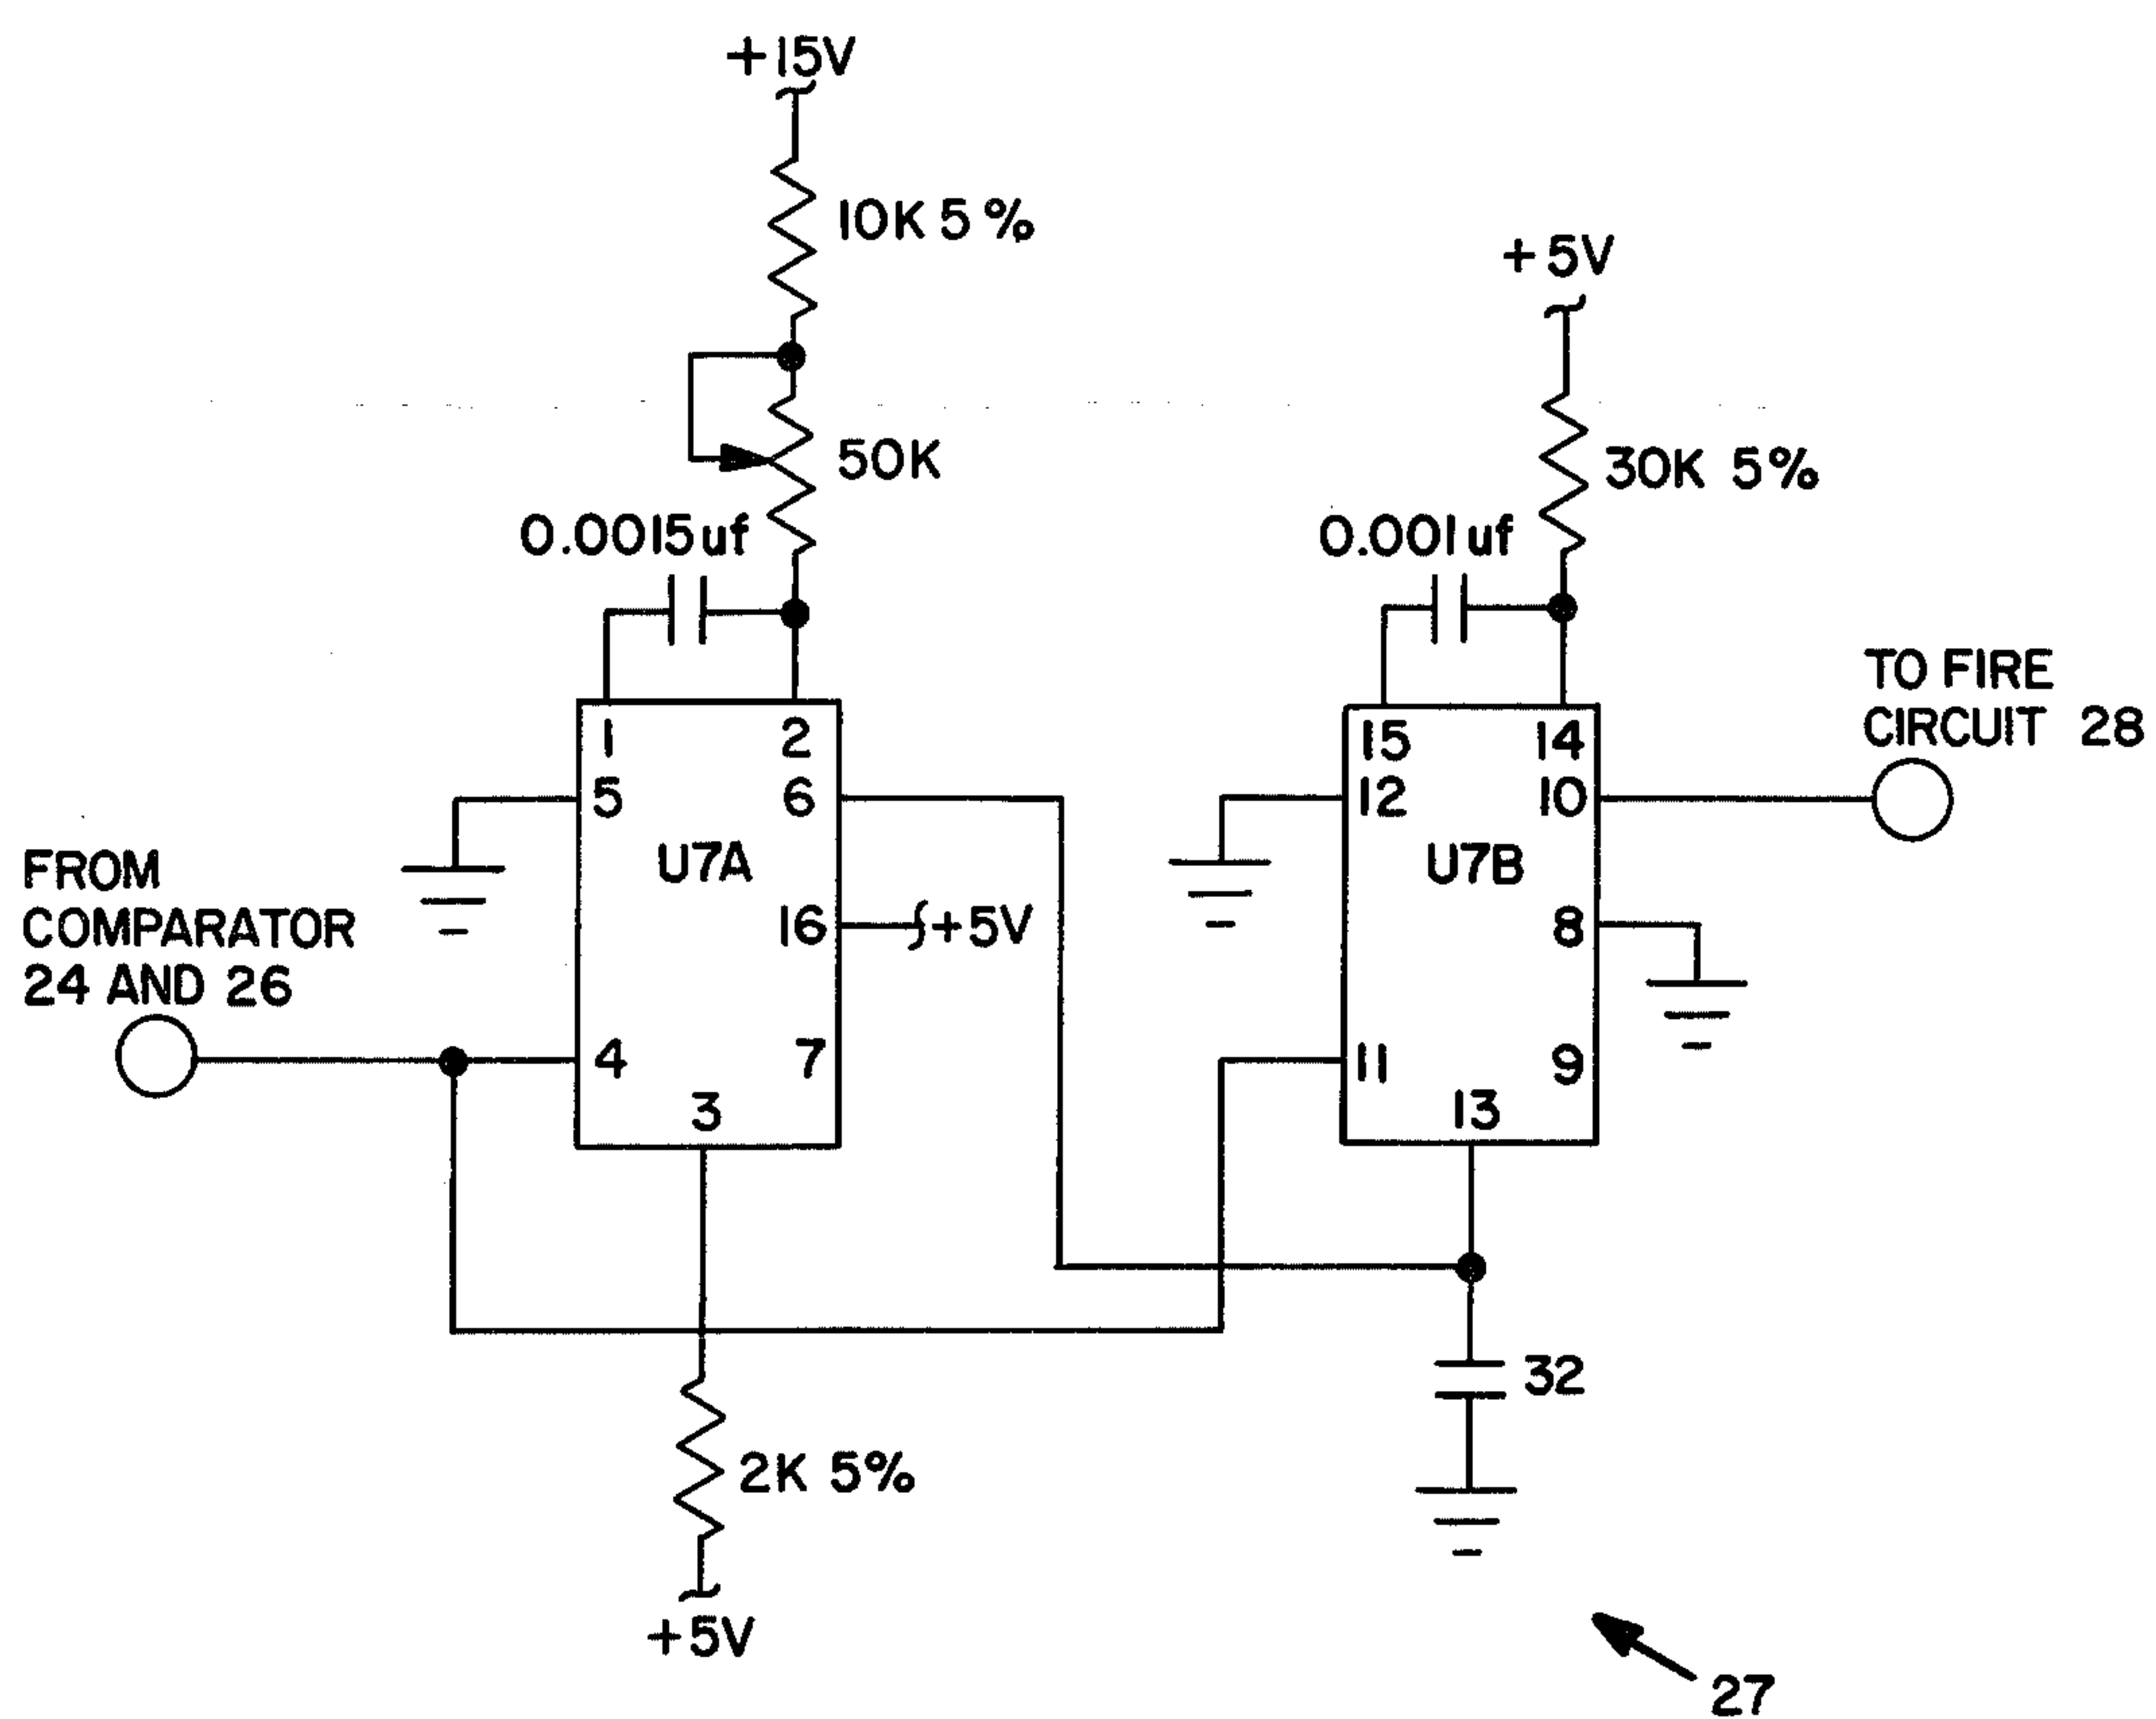 +15V
10K 5%
+5V
50K
30K 5%
0.0015uf
0.001uf
TO FIRE
CIRCUIT 28
1
2
15
14
5
6
12
10
U7A
U7B
FROM
COMPARATOR
24 AND 26
16
+5V
8
4
7
11
9
3
13
32
2K 5%
+5V
27